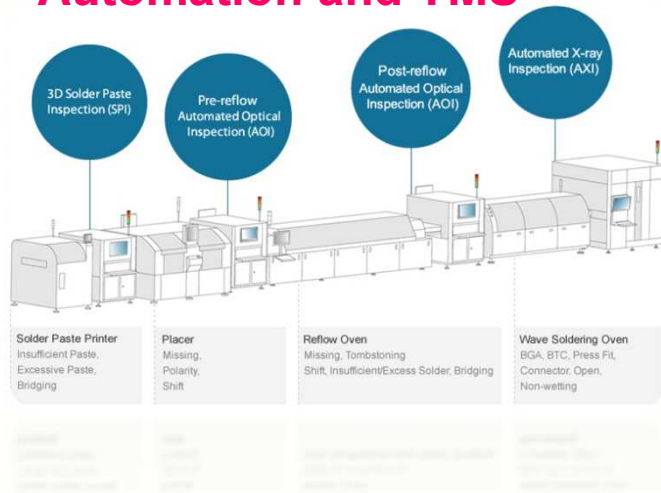 Automation and TMS
3D Solder Paste
Inspection (SPI)
Pre-reflow
Automated Optical
Inspection (AOI)
Post-reflow
Automated Optical
Inspection (AOI)
Automated X-ray
Inspection (AXI)
Solder Paste Printer
Insufficient Paste,
Excessive Paste,
Bridging
Placer
Missing,
Polarity,
Shift
Reflow Oven
Missing, Tombstoning
Shift, Insufficient/Excess Solder, Bridging
Wave Soldering Oven
BGA, BTC, Press Fit,
Connector, Open,
Non-wetting